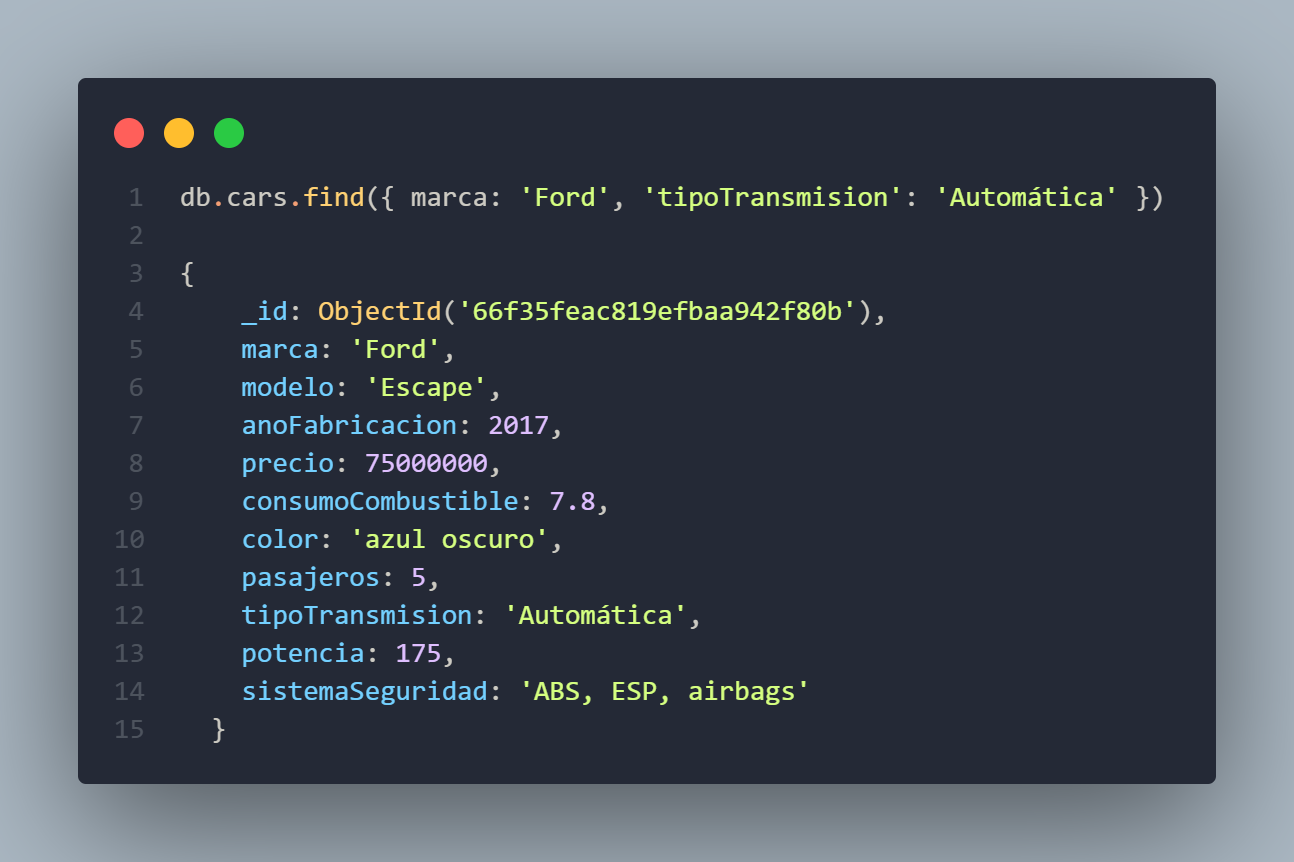 1 db.cars.find({ marca: 'Ford', 'tipoTransmision': 'Automática' })
2
3 {
4 _id: ObjectId('66f35feac819efbaa942f80b'),
5 marca: 'Ford',
6 modelo: 'Escape',
7 anoFabricacion: 2017,
8 precio: 75000000,
9 consumoCombustible: 7.8,
10 color: 'azul oscuro',
11 pasajeros: 5,
12 tipoTransmision: 'Automática',
13 potencia: 175,
14 sistemaSeguridad: 'ABS, ESP, airbags'
15 }